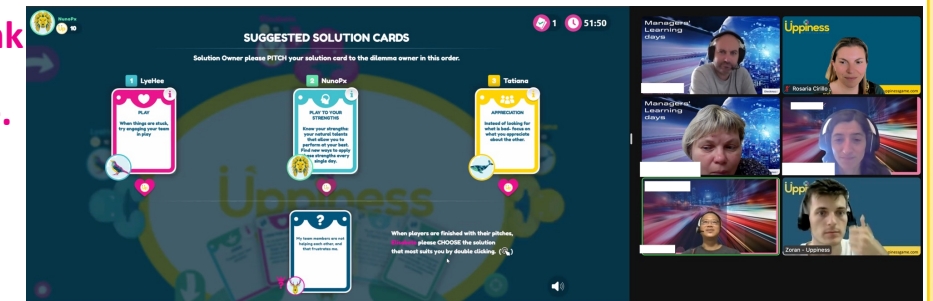 nk
.
NunoPx
10
1
51:50
SUGGESTED SOLUTION CARDS
Solution Owner please PITCH your solution card to the dilemma owner in this order.
1 LyeHee
2 NunoPx
3 Tatiana
PLAY
When things are stuck,
try engaging your team
in play
PLAY TO YOUR
STRENGTHS
Know your strengths:
your natural talents
that allow you to
perform at your best.
Find new ways to apply
these strengths every
single day.
APPRECIATION
Instead of looking for
what is bad- focus on
what you appreciate
about the other.
Uppiness
?
My team members are not
helping each other, and
that frustrates me.
When players are finished with their pitches,
please CHOOSE the solution
that most suits you by double clicking.
Managers'
Learning
days
Üppiness
Rosaria Cirillo
Managers'
Learning
days
Üppi
Zoran - Uppiness